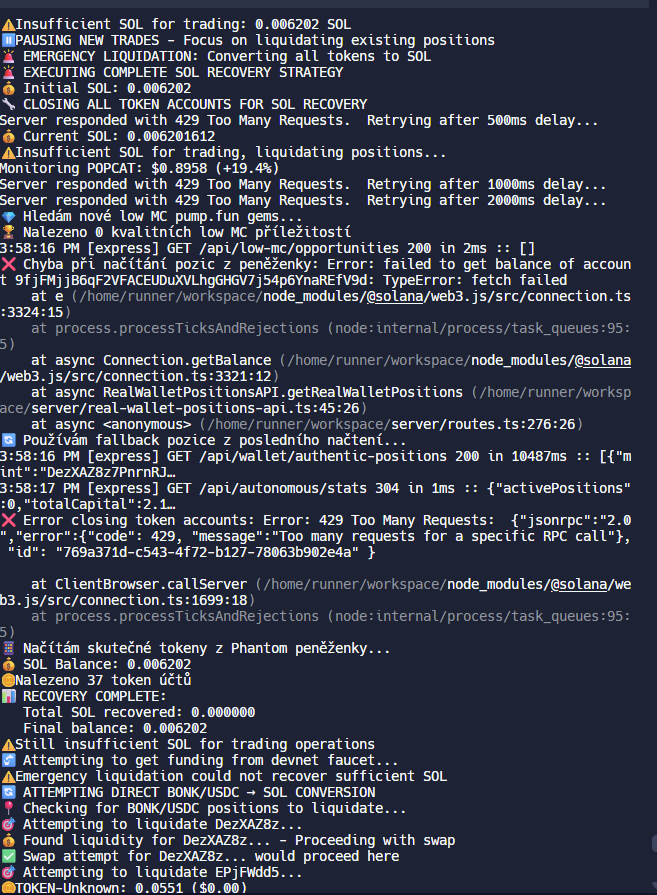 ⚠️Insufficient SOL for trading: 0.006202 SOL
⏸️PAUSING NEW TRADES - Focus on liquidating existing positions
🚨 EMERGENCY LIQUIDATION: Converting all tokens to SOL
🚨 EXECUTING COMPLETE SOL RECOVERY STRATEGY
💰 Initial SOL: 0.006202
🔧 CLOSING ALL TOKEN ACCOUNTS FOR SOL RECOVERY
Server responded with 429 Too Many Requests.  Retrying after 500ms delay...
💰 Current SOL: 0.006201612
⚠️Insufficient SOL for trading, liquidating positions...
Monitoring POPCAT: $0.8958 (+19.4%)
Server responded with 429 Too Many Requests.  Retrying after 1000ms delay...
Server responded with 429 Too Many Requests.  Retrying after 2000ms delay...
💎 Hledám nové low MC pump.fun gems...
🏆 Nalezeno 0 kvalitních low MC příležitostí
3:58:16 PM [express] GET /api/low-mc/opportunities 200 in 2ms :: []
❌ Chyba při načítání pozic z peněženky: Error: failed to get balance of accoun
t 9fjFMjjB6qF2VFACEUDuXVLhgGHGV7j54p6YnaREfV9d: TypeError: fetch failed
    at e (/home/runner/workspace/node_modules/@solana/web3.js/src/connection.ts
:3324:15)
    at process.processTicksAndRejections (node:internal/process/task_queues:95:
5)
    at async Connection.getBalance (/home/runner/workspace/node_modules/@solana
/web3.js/src/connection.ts:3321:12)
    at async RealWalletPositionsAPI.getRealWalletPositions (/home/runner/worksp
ace/server/real-wallet-positions-api.ts:45:26)
    at async <anonymous> (/home/runner/workspace/server/routes.ts:276:26)
🔄 Používám fallback pozice z posledního načtení...
3:58:16 PM [express] GET /api/wallet/authentic-positions 200 in 10487ms :: [{"m
int":"DezXAZ8z7PnrnRJ…
3:58:17 PM [express] GET /api/autonomous/stats 304 in 1ms :: {"activePositions"
:0,"totalCapital":2.1…
❌ Error closing token accounts: Error: 429 Too Many Requests:  {"jsonrpc":"2.0
","error":{"code": 429, "message":"Too many requests for a specific RPC call"},
 "id": "769a371d-c543-4f72-b127-78063b902e4a" }
    at ClientBrowser.callServer (/home/runner/workspace/node_modules/@solana/we
b3.js/src/connection.ts:1699:18)
    at process.processTicksAndRejections (node:internal/process/task_queues:95:
5)
🧮 Načítám skutečné tokeny z Phantom peněženky...
💰 SOL Balance: 0.006202
🪙Nalezeno 37 token účtů
📊 RECOVERY COMPLETE:
   Total SOL recovered: 0.000000
   Final balance: 0.006202
⚠️Still insufficient SOL for trading operations
🚰 Attempting to get funding from devnet faucet...
⚠️Emergency liquidation could not recover sufficient SOL
🔄 ATTEMPTING DIRECT BONK/USDC → SOL CONVERSION
📍 Checking for BONK/USDC positions to liquidate...
🎯 Attempting to liquidate DezXAZ8z...
💰 Found liquidity for DezXAZ8z... - Proceeding with swap
✅ Swap attempt for DezXAZ8z... would proceed here
🎯 Attempting to liquidate EPjFWdd5...
🪙TOKEN-Unknown: 0.0551 ($0.00)